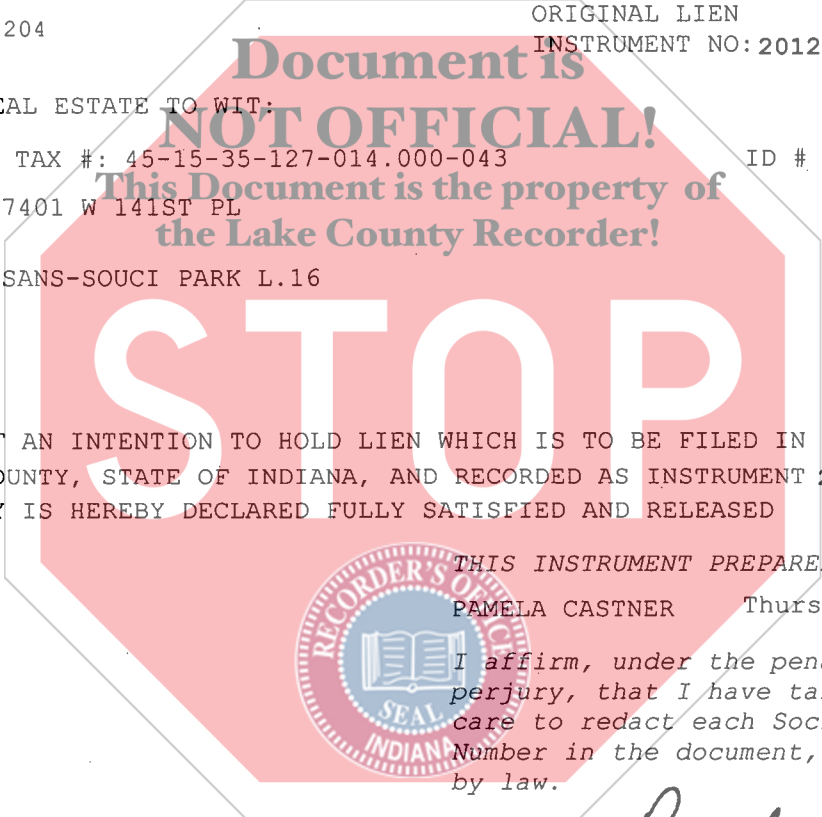 204
ORIGINAL LIEN
INSTRUMENT NO: 2012
Document is
EAL ESTATE TO WIT:
NOT OFFICIAL!
TAX #: 45-15-35-127-014.000-043 ID #
This Document is the property of
7401 W 141ST PL
the Lake County Recorder!
SANS-SOUCI PARK L.16
STOP
AN INTENTION TO HOLD LIEN WHICH IS TO BE FILED IN
OUNTY, STATE OF INDIANA, AND RECORDED AS INSTRUMENT
IS HEREBY DECLARED FULLY SATISFIED AND RELEASED
THIS INSTRUMENT PREPARE
PAMELA CASTNER Thurs
I affirm, under the pena
perjury, that I have ta
care to redact each Soc
Number in the document,
by law.
RECORDER'S OFFICE
SEAL
INDIANA